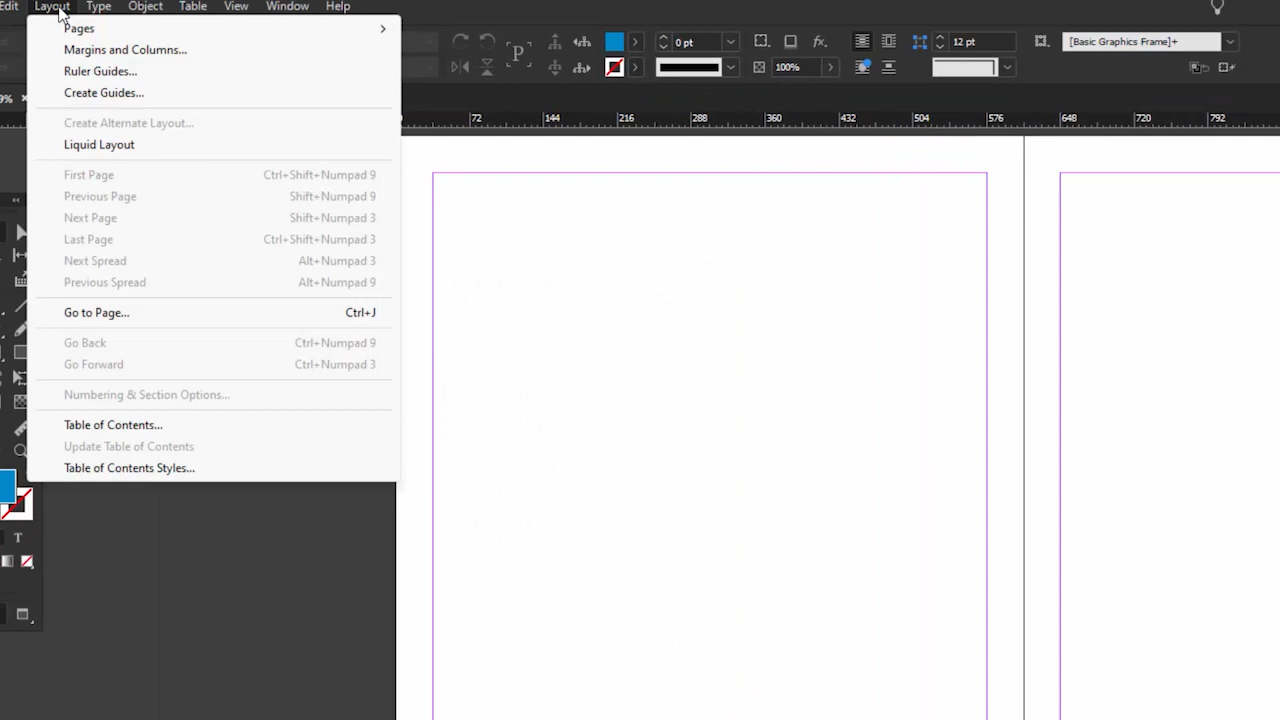 Edit Layout Type Object Table View Window Help
Pages
Margins and Columns...
Ruler Guides...
Create Guides...
Create Alternate Layout...
Liquid Layout
First Page Ctrl+Shift+Numpad 9
Previous Page Shift+Numpad 9
Next Page Shift+Numpad 3
Last Page Ctrl+Shift+Numpad 3
Next Spread Alt+Numpad 3
Previous Spread Alt+Numpad 9
Go to Page... Ctrl+J
Go Back Ctrl+Numpad 9
Go Forward Ctrl+Numpad 3
Numbering & Section Options...
Table of Contents...
Update Table of Contents
Table of Contents Styles...
P
0 pt
fx
12 pt
[Basic Graphics Frame]+
100%
9%
72 144 216 288 360 432 504 576 648 720 792
T